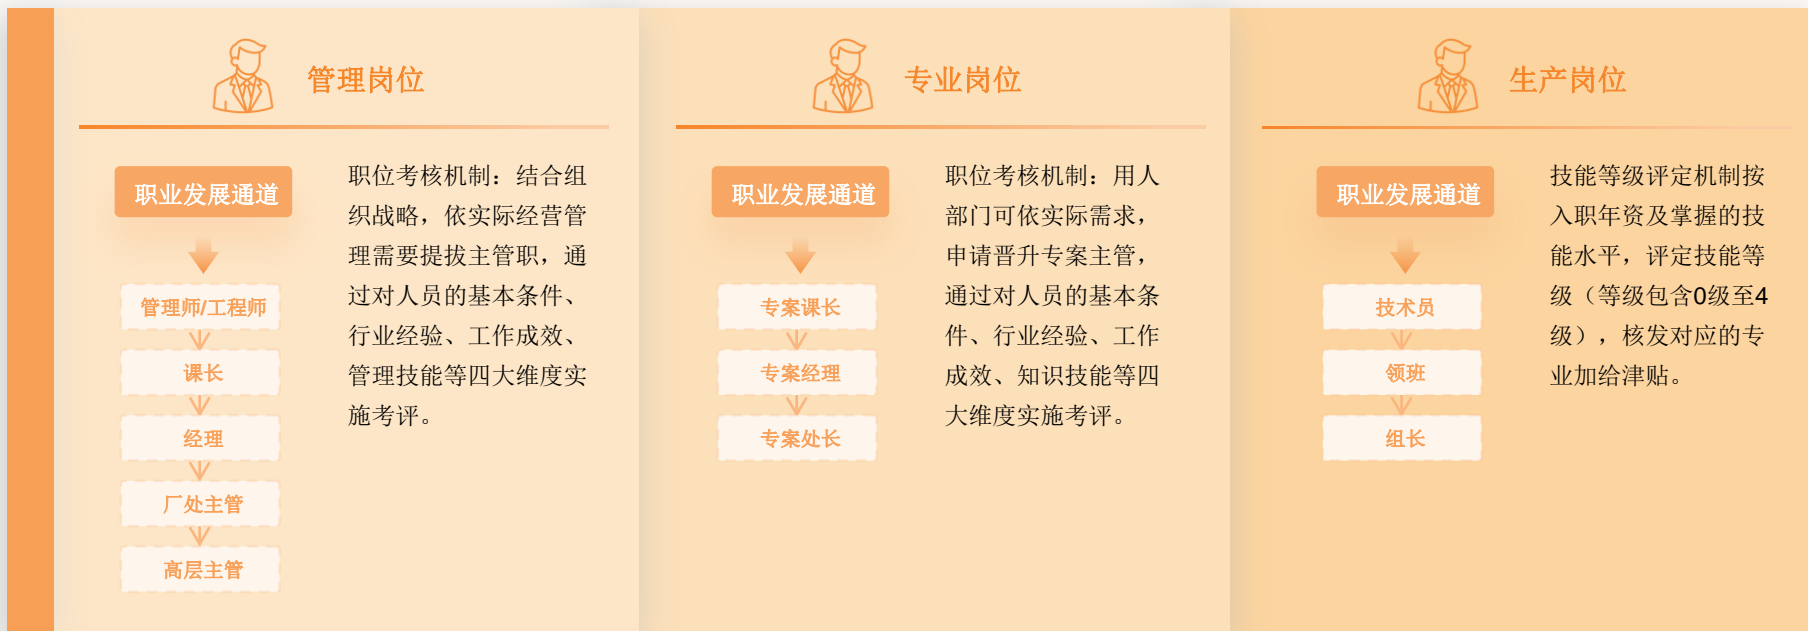 管理岗位
职业发展通道
管理师/工程师
课长
经理
厂处主管
高层主管
职位考核机制：结合组
织战略，依实际经营管
理需要提拔主管职，通
过对人员的基本条件、
行业经验、工作成效、
管理技能等四大维度实
施考评。
专业岗位
职业发展通道
专案课长
专案经理
专案处长
职位考核机制：用人
部门可依实际需求，
申请晋升专案主管，
通过对人员的基本条
件、行业经验、工作
成效、知识技能等四
大维度实施考评。
生产岗位
职业发展通道
技术员
领班
组长
技能等级评定机制按
入职年资及掌握的技
能水平，评定技能等
级（等级包含0级至4
级），核发对应的专
业加给津贴。